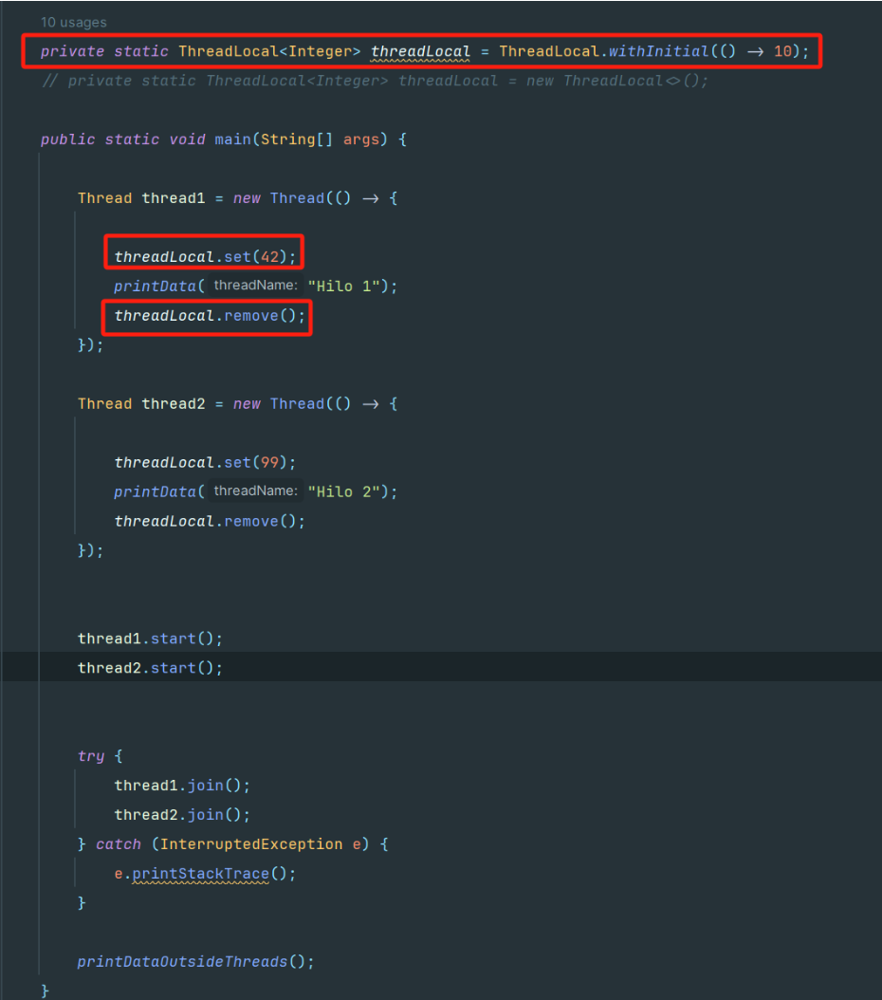 10 usages
private static ThreadLocal<Integer> threadLocal = ThreadLocal.withInitial(() → 10);
// private static ThreadLocal<Integer> threadLocal = new ThreadLocal<>();
public static void main(String[] args) {
Thread thread1 = new Thread(() → {
threadLocal.set(42);
printData( threadName: "Hilo 1");
threadLocal.remove();
});
Thread thread2 = new Thread(() → {
threadLocal.set(99);
printData( threadName: "Hilo 2");
threadLocal.remove();
});
thread1.start();
thread2.start();
try {
thread1.join();
thread2.join();
} catch (InterruptedException e) {
e.printStackTrace();
}
printDataOutsideThreads();
}